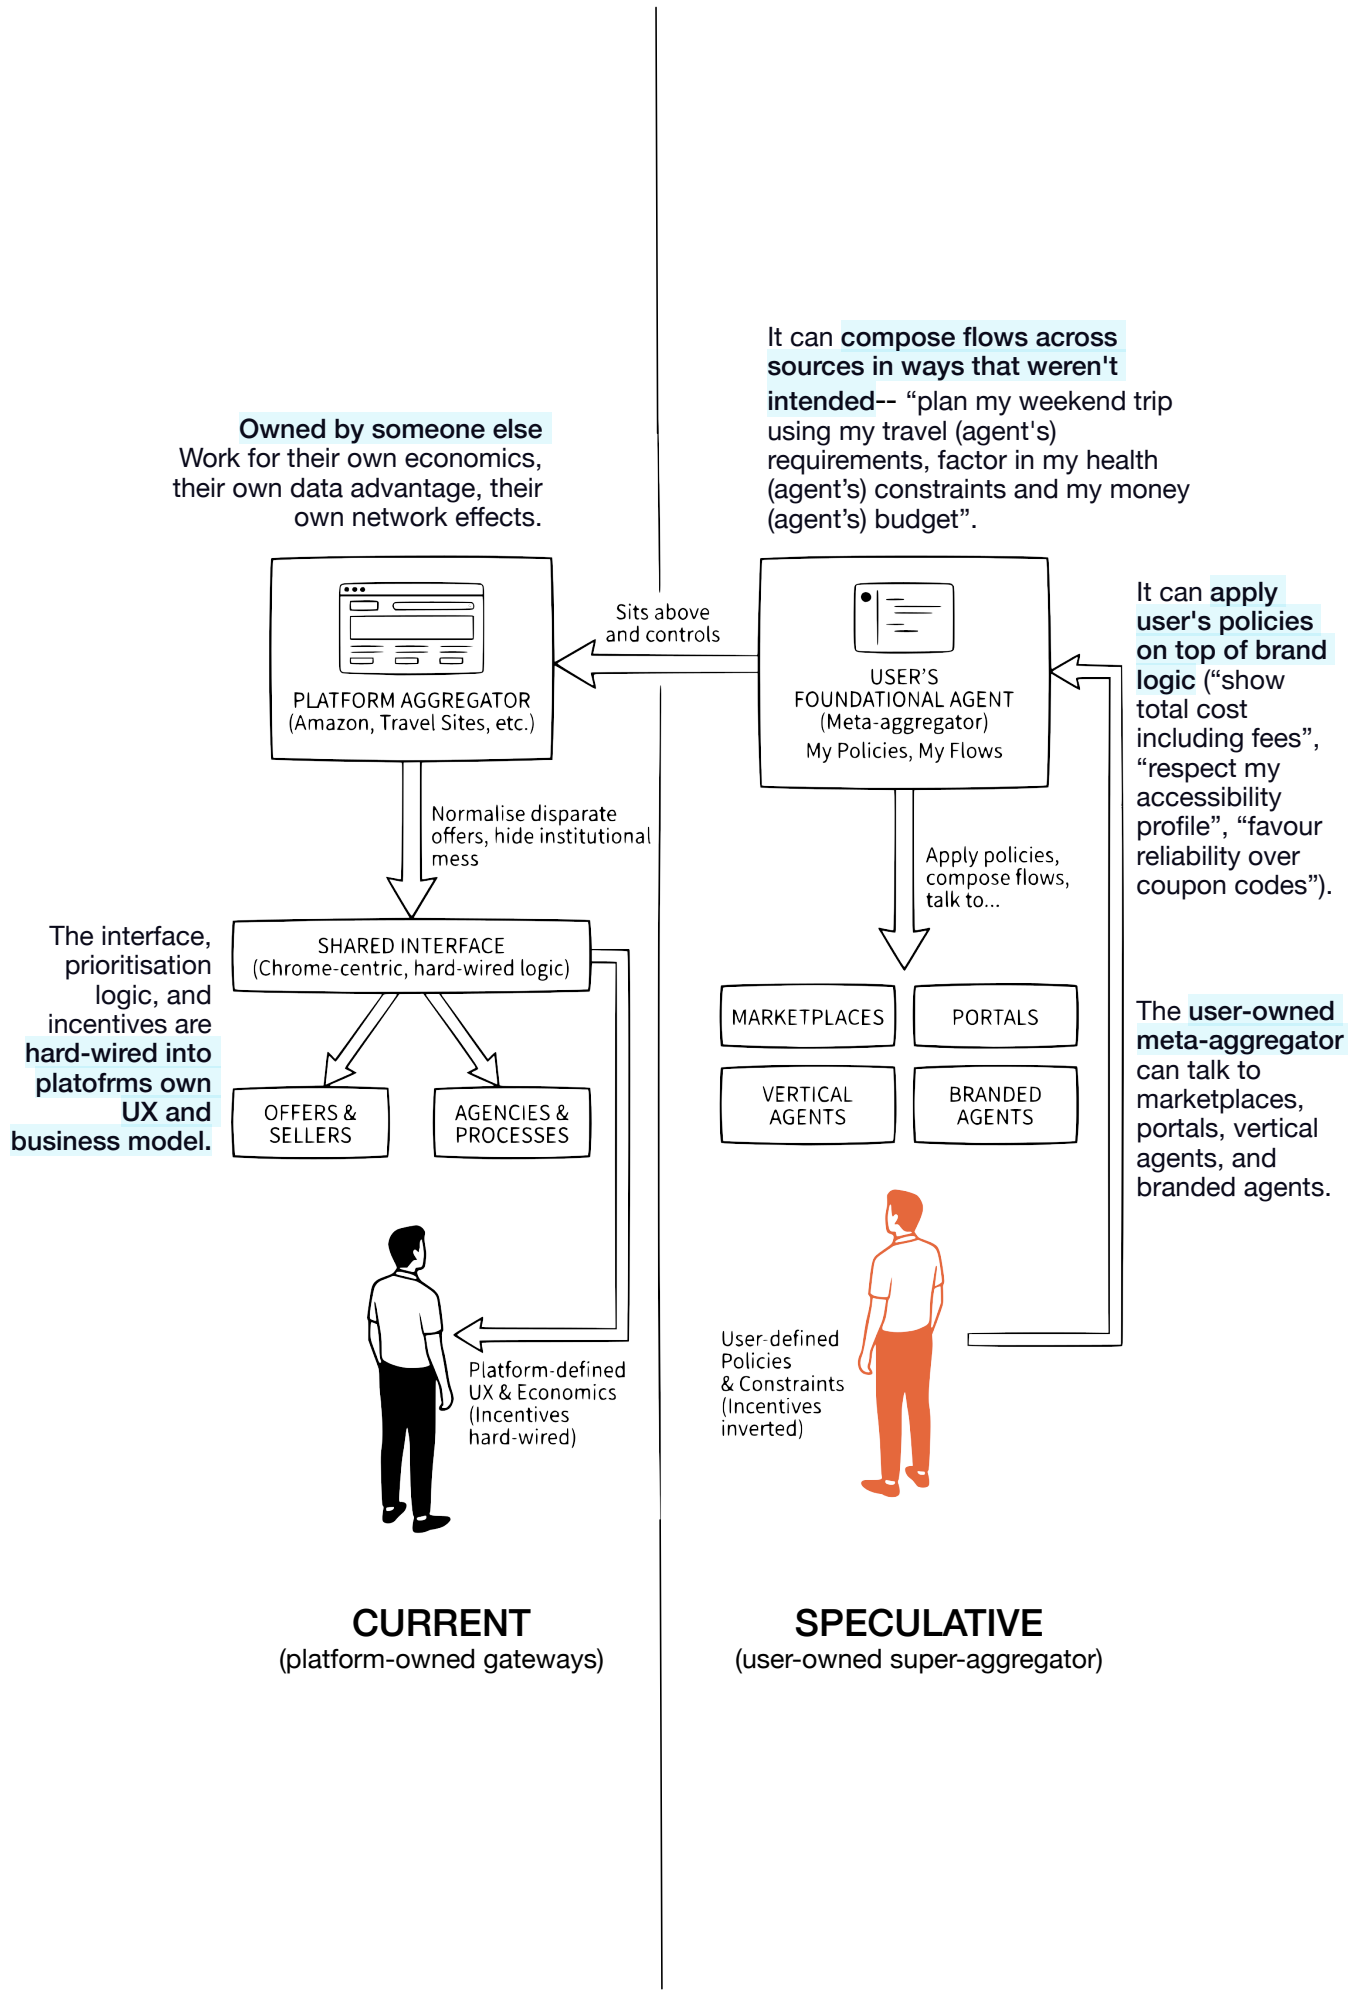 Owned by someone else
Work for their own economics,
their own data advantage, their
own network effects.
PLATFORM AGGREGATOR
(Amazon, Travel Sites, etc.)
Normalise disparate
offers, hide institutional
mess
The interface,
prioritisation
logic, and
incentives are
hard-wired into
platofrms own
UX and
business model.
SHARED INTERFACE
(Chrome-centric, hard-wired logic)
OFFERS &
SELLERS
AGENCIES &
PROCESSES
Platform-defined
UX & Economics
(Incentives
hard-wired)
CURRENT
(platform-owned gateways)
Sits above
and controls
It can compose flows across
sources in ways that weren't
intended-- “plan my weekend trip
using my travel (agent's)
requirements, factor in my health
(agent’s) constraints and my money
(agent’s) budget”.
USER’S
FOUNDATIONAL AGENT
(Meta-aggregator)
My Policies, My Flows
It can apply
user's policies
on top of brand
logic (“show
total cost
including fees”,
“respect my
accessibility
profile”, “favour
reliability over
coupon codes”).
Apply policies,
compose flows,
talk to...
MARKETPLACES
PORTALS
VERTICAL
AGENTS
BRANDED
AGENTS
The user-owned
meta-aggregator
can talk to
marketplaces,
portals, vertical
agents, and
branded agents.
User-defined
Policies
& Constraints
(Incentives
inverted)
SPECULATIVE
(user-owned super-aggregator)